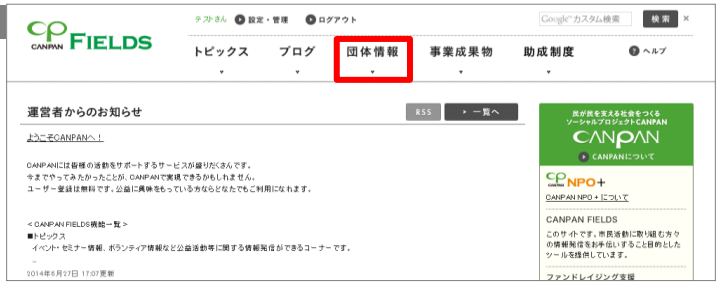 CANPAN FIELDS
テストさん 設定・管理 ログアウト
Google カスタム検索 検索 ×
トピックス ブログ 団体情報 事業成果物 助成制度 ヘルプ
運営者からのお知らせ
RSS 一覧へ
ようこそCANPANへ！
CANPANには皆様の活動をサポートするサービスが盛りだくさんです。
今までやってみたかったことが、CANPANで実現できるかもしれません。
ユーザー登録は無料です。公益に興味をもっている方ならどなたでもご利用になれます。
＜CANPAN FIELDS機能一覧＞
■トピックス
イベント・セミナー情報、ボランティア情報など公益活動等に関する情報発信ができるコーナーです。
2014年6月27日 17:07更新
民が民を支える社会をつくる
ソーシャルプロジェクトCANPAN
CANPAN
CANPANについて
CP NPO+
CANPAN
CANPAN NPO + について
CANPAN FIELDS
このサイトです。市民活動に取り組む方々
の情報発信をお手伝いすること目的とした
ツールを提供しています。
ファンドレイジング支援